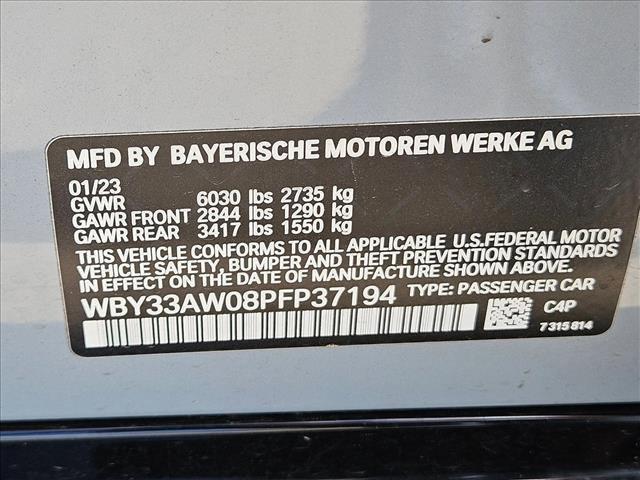 MFD BY BAYERISCHE MOTOREN WERKE AG
01/23
GVWR 6030 lbs 2735 kg
GAWR FRONT 2844 lbs 1290 kg
GAWR REAR 3417 lbs 1550 kg
THIS VEHICLE CONFORMS TO ALL APPLICABLE U.S.FEDERAL MOTOR
VEHICLE SAFETY, BUMPER AND THEFT PREVENTION STANDARDS
IN EFFECT ON THE DATE OF MANUFACTURE SHOWN ABOVE.
WBY33AW08PFP37194 TYPE: PASSENGER CAR
C4P
7315814